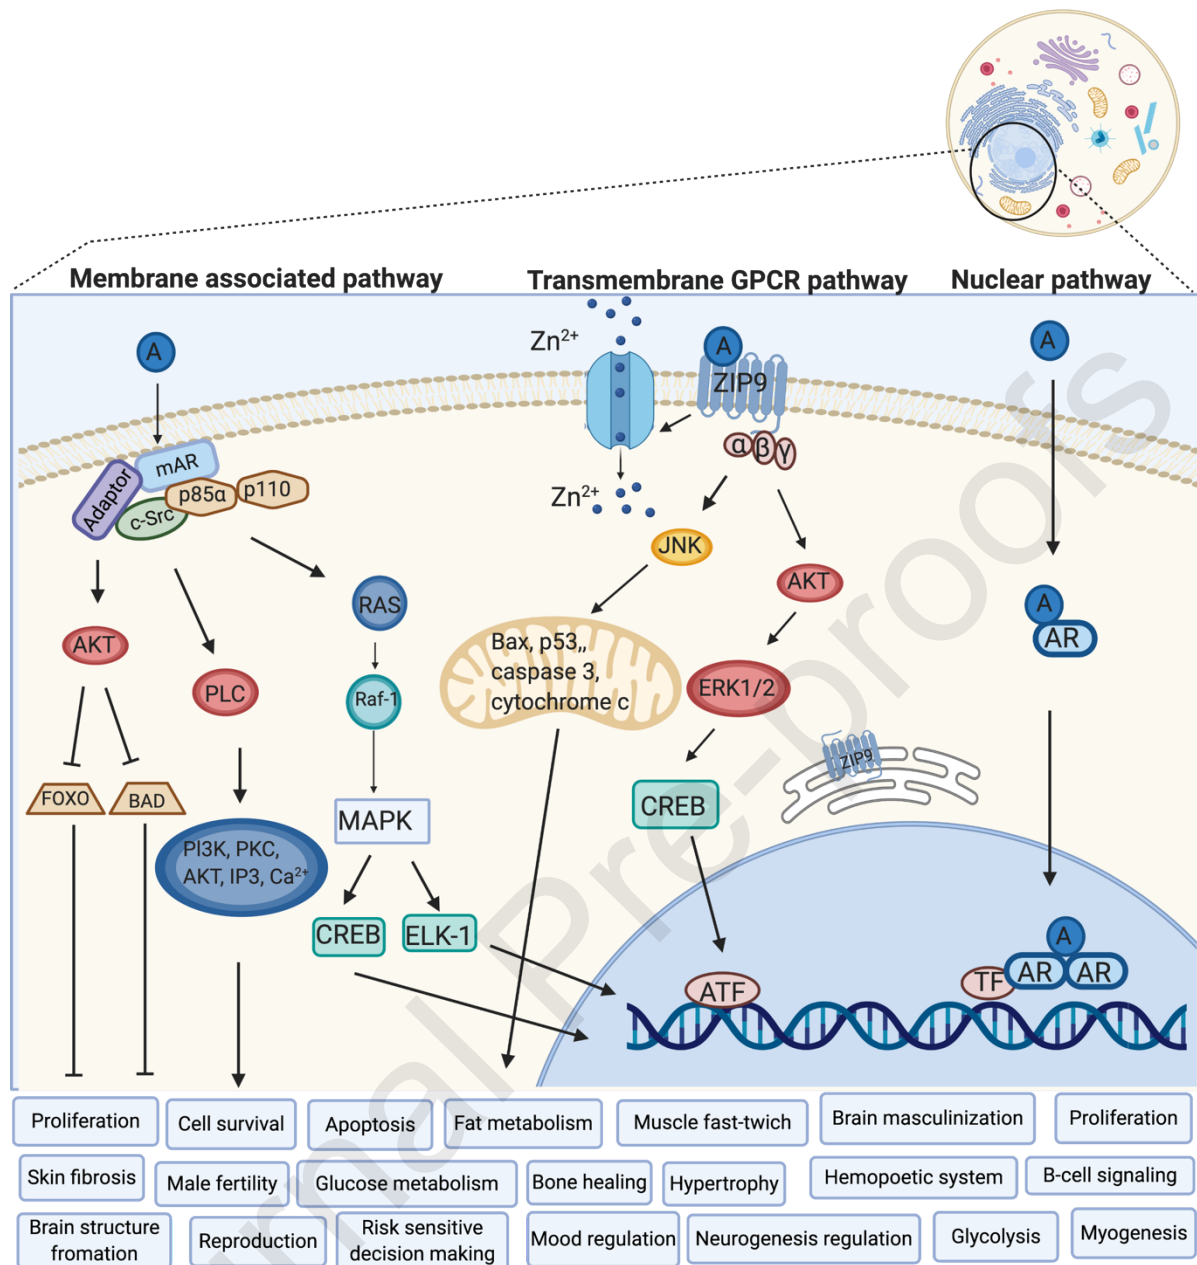 Membrane associated pathway
Transmembrane GPCR pathway
Nuclear pathway
A
mAR
Adaptor
c-Src
p85α
p110
AKT
PLC
RAS
Raf-1
MAPK
FOXO
BAD
PI3K, PKC,
AKT, IP3, Ca²⁺
CREB
ELK-1
Zn²⁺
A
ZIP9
α
β
γ
Zn²⁺
JNK
AKT
Bax, p53,,
caspase 3,
cytochrome c
ERK1/2
CREB
ZIP9
ATF
A
A
AR
A
TF
AR
AR
Proliferation
Cell survival
Apoptosis
Fat metabolism
Muscle fast-twich
Brain masculinization
Proliferation
Skin fibrosis
Male fertility
Glucose metabolism
Bone healing
Hypertrophy
Hemopoetic system
B-cell signaling
Brain structure
fromation
Reproduction
Risk sensitive
decision making
Mood regulation
Neurogenesis regulation
Glycolysis
Myogenesis
rnal Pre-proofs